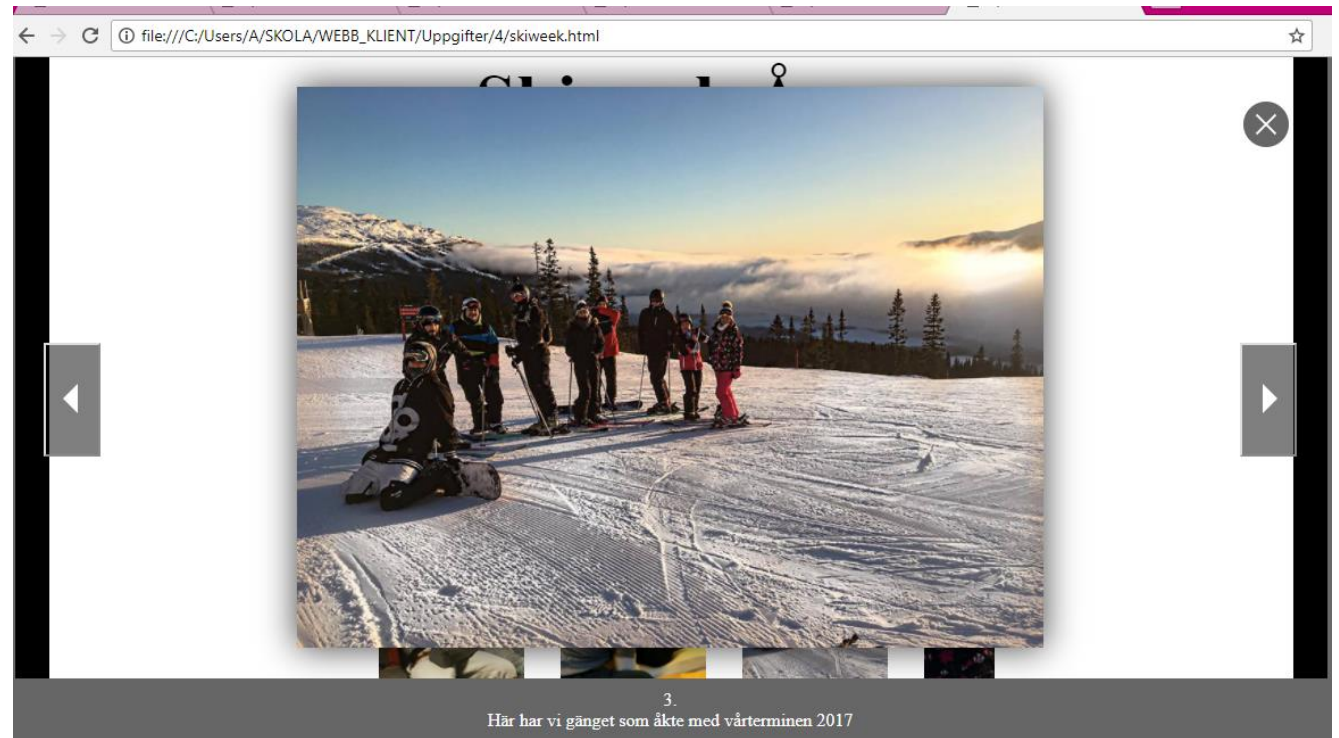 file:///C:/Users/A/SKOLA/WEBB_KLIENT/Uppgifter/4/skiweek.html
3.
Här har vi gänget som åkte med vårterminen 2017